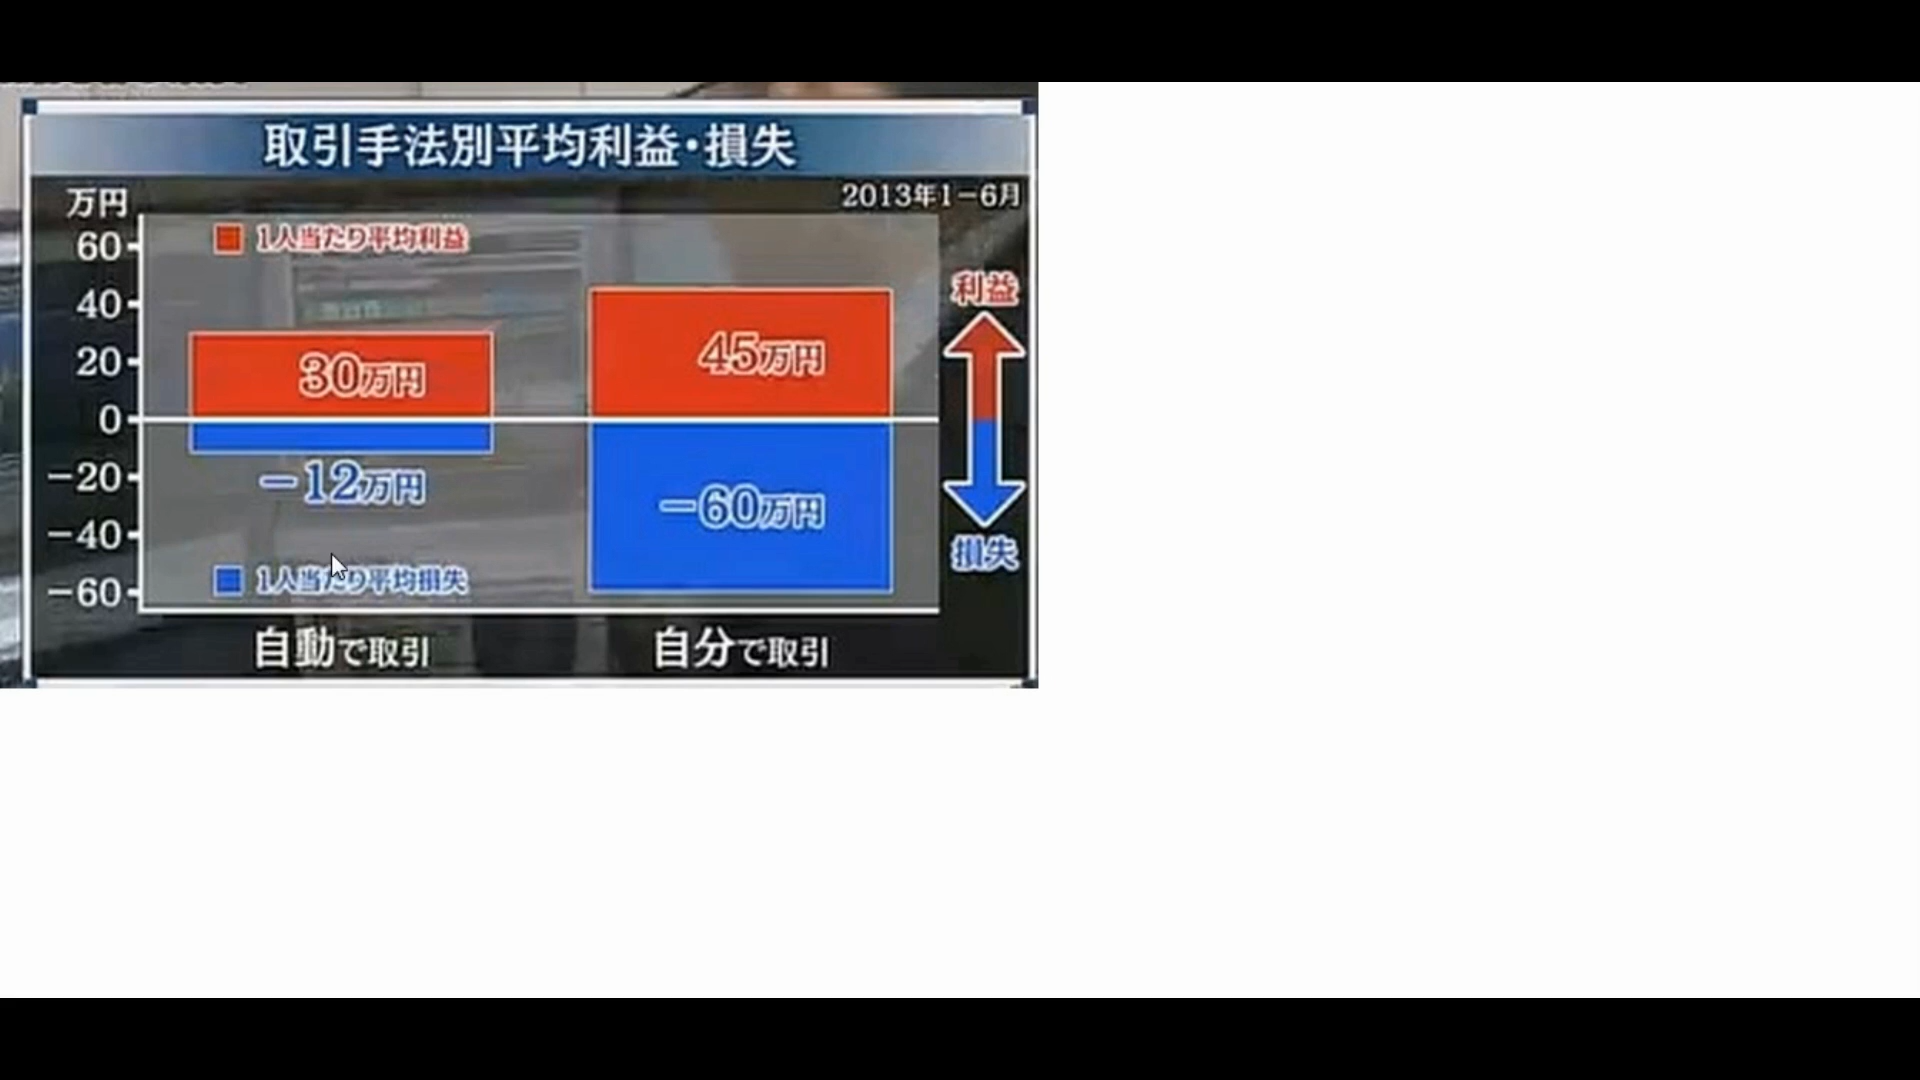 取引手法別平均利益・損失
2013年1－6月
万円
60
40
20
0
－20
－40
－60
1人当たり平均利益
30万円
45万円
－12万円
－60万円
1人当たり平均損失
利益
損失
自動で取引
自分で取引